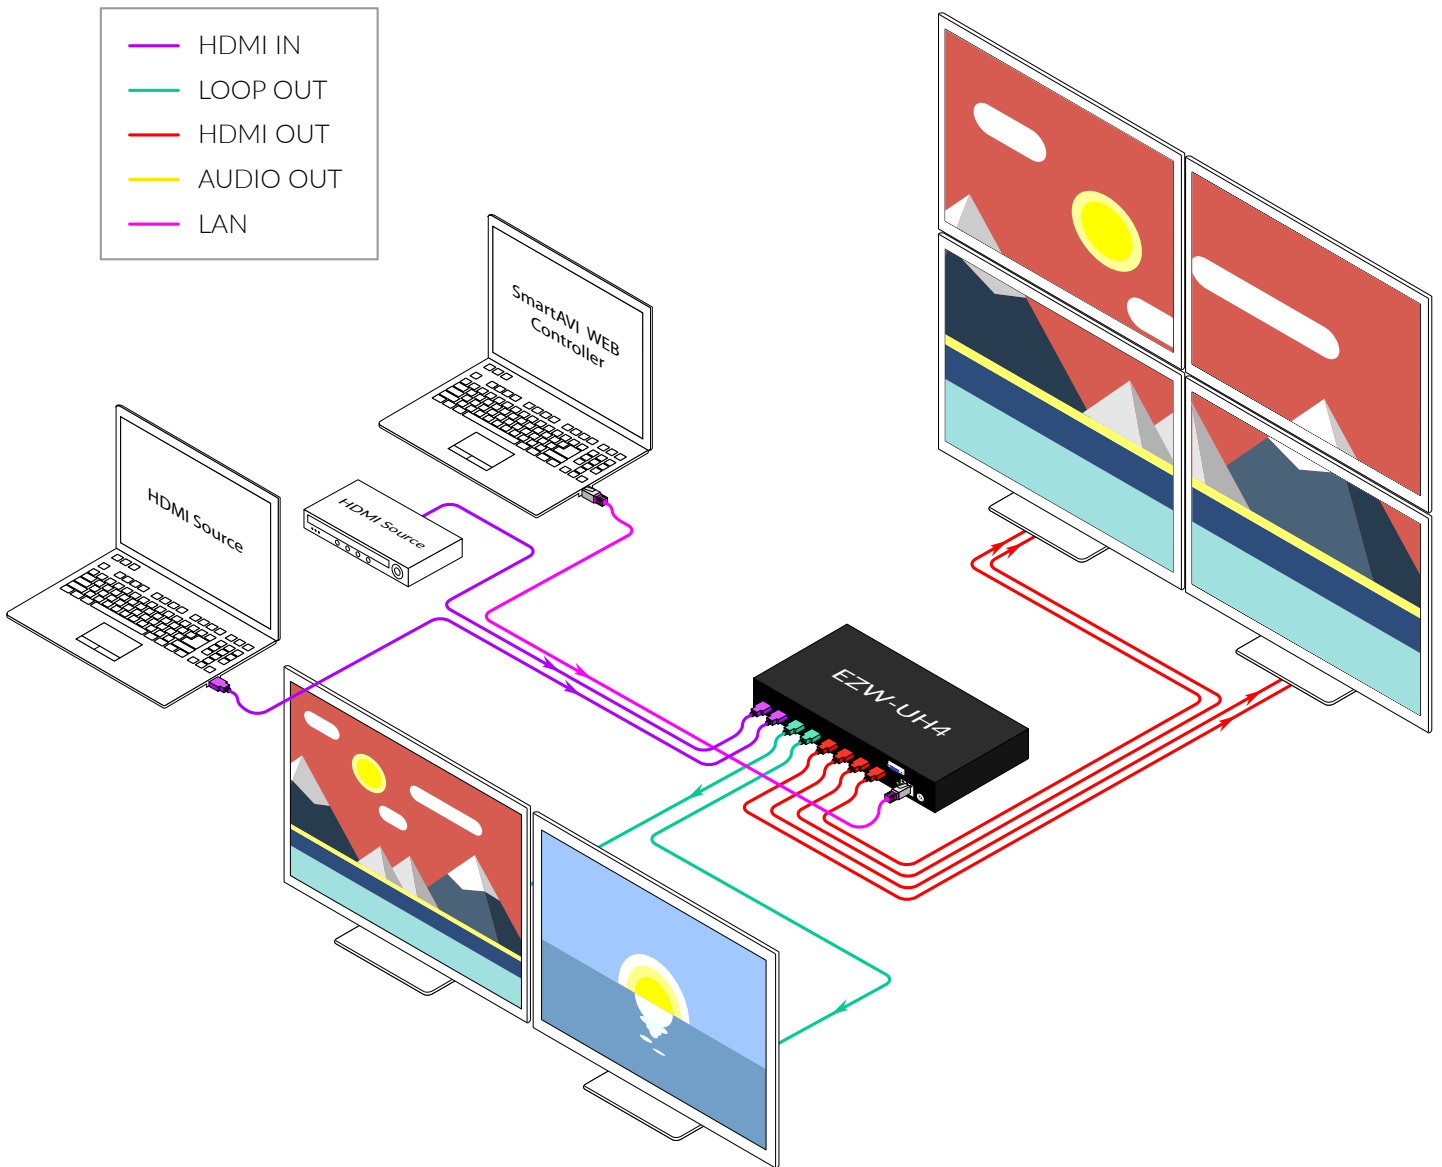 HDMI IN
LOOP OUT
HDMI OUT
AUDIO OUT
LAN
SmartAVI WEB
Controller
HDMI Source
HDMI Source
EZW-UH4